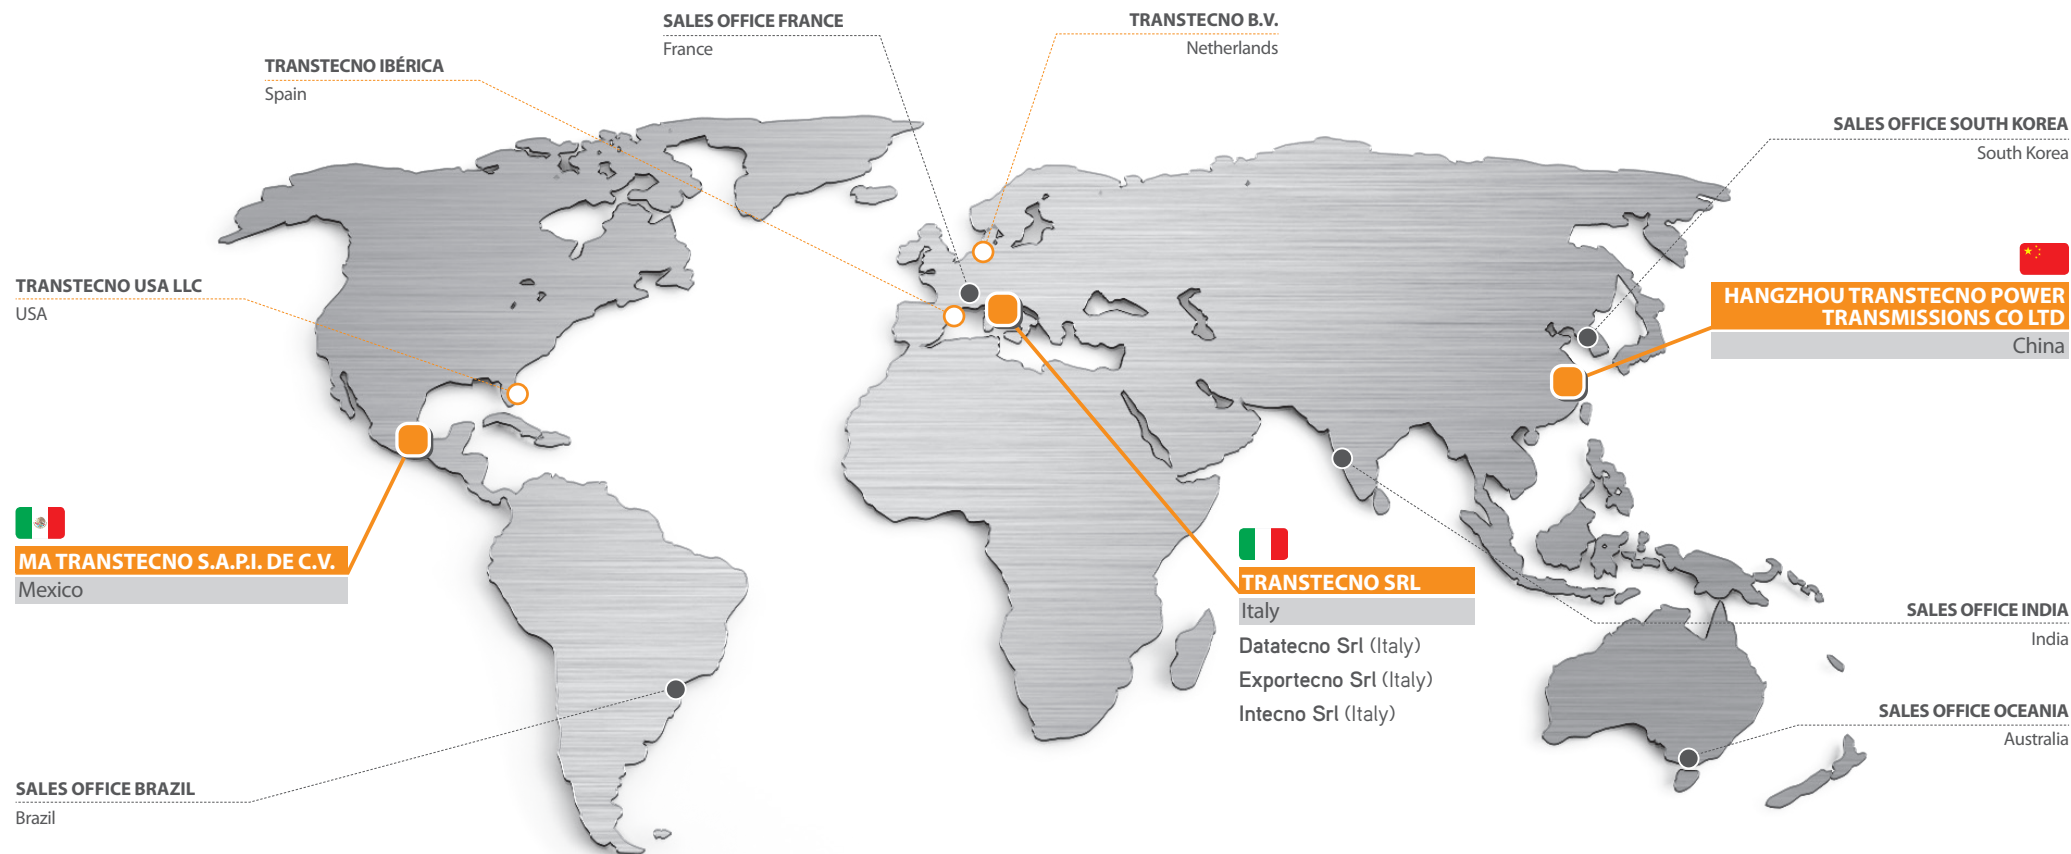 SALES OFFICE FRANCE
France
TRANSTECNO B.V.
Netherlands
TRANSTECNO IBÉRICA
Spain
SALES OFFICE SOUTH KOREA
South Korea
TRANSTECNO USA LLC
USA
HANGZHOU TRANSTECNO POWER
TRANSMISSIONS CO LTD
China
MA TRANSTECNO S.A.P.I. DE C.V.
Mexico
TRANSTECNO SRL
Italy
Datatecno Srl (Italy)
Exportecno Srl (Italy)
Intecno Srl (Italy)
SALES OFFICE INDIA
India
SALES OFFICE OCEANIA
Australia
SALES OFFICE BRAZIL
Brazil